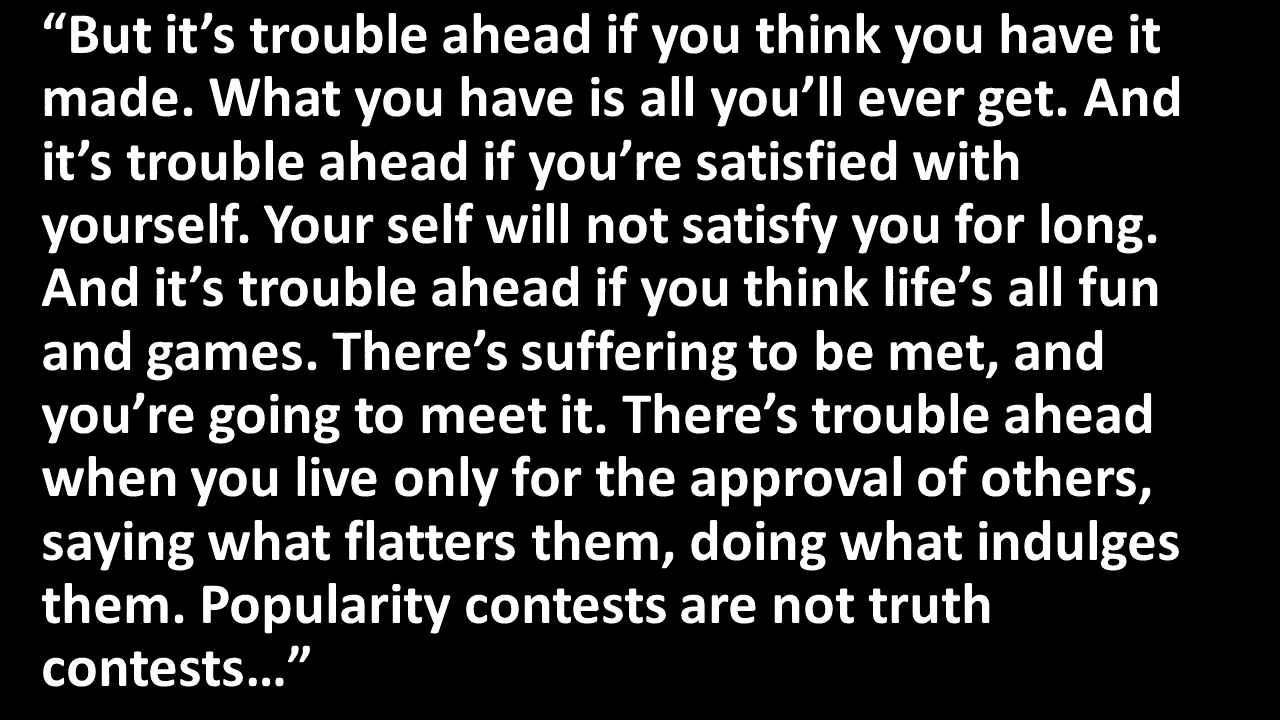 “But it’s trouble ahead if you think you have it
made. What you have is all you’ll ever get. And
it’s trouble ahead if you’re satisfied with
yourself. Your self will not satisfy you for long.
And it’s trouble ahead if you think life’s all fun
and games. There’s suffering to be met, and
you’re going to meet it. There’s trouble ahead
when you live only for the approval of others,
saying what flatters them, doing what indulges
them. Popularity contests are not truth
contests…”